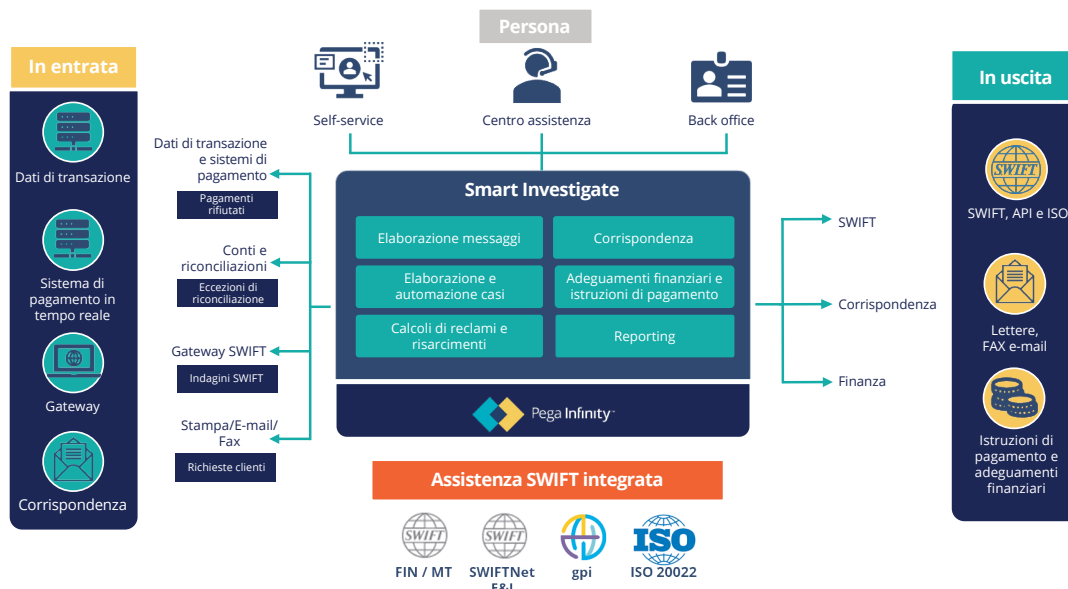 Persona
In entrata
In uscita
Self-service
Centro assistenza
Back office
Dati di transazione
Sistema di
pagamento in
tempo reale
Gateway
Corrispondenza
Dati di transazione
e sistemi di
pagamento
Pagamenti
rifiutati
Conti e
riconciliazioni
Eccezioni di
riconciliazione
Gateway SWIFT
Indagini SWIFT
Stampa/E-mail/
Fax
Richieste clienti
Smart Investigate
Elaborazione messaggi
Corrispondenza
Elaborazione e
automazione casi
Adeguamenti finanziari e
istruzioni di pagamento
Calcoli di reclami e
risarcimenti
Reporting
Pega Infinity™
SWIFT
Corrispondenza
Finanza
SWIFT
SWIFT, API e ISO
Lettere,
FAX e-mail
Istruzioni di
pagamento e
adeguamenti
finanziari
Assistenza SWIFT integrata
SWIFT
SWIFT
ISO
FIN / MT
SWIFTNet
gpi
ISO 20022